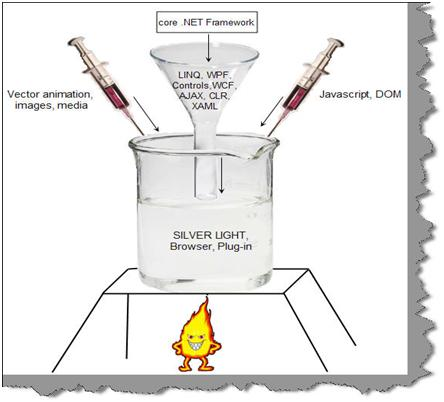 core .NET Framework
LINQ, WPF,
Controls,WCF,
AJAX, CLR,
XAML
Vector animation,
images, media
Javascript, DOM
SILVER LIGHT,
Browser, Plug-in